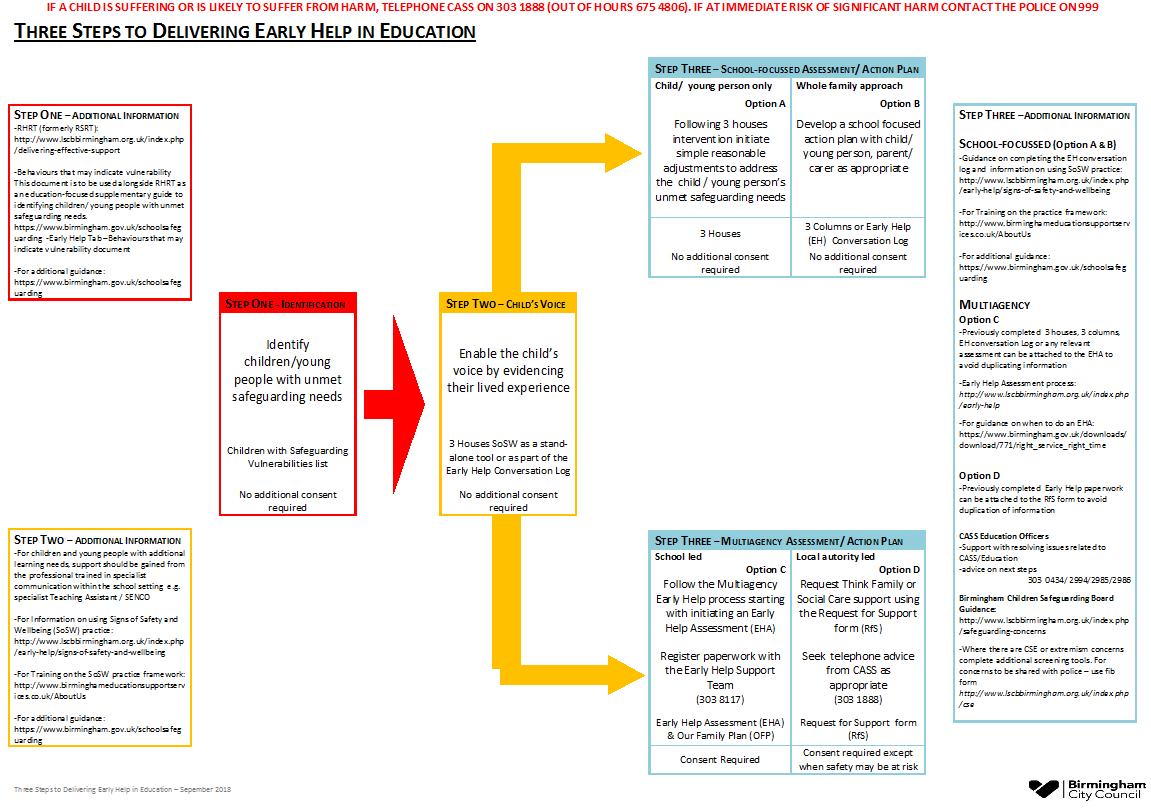 IF A CHILD IS SUFFERING OR IS LIKELY TO SUFFER FROM HARM, TELEPHONE CASS ON 303 1888 (OUT OF HOURS 675 4806). IF AT IMMEDIATE RISK OF SIGNIFICANT HARM CONTACT THE POLICE ON 999
THREE STEPS TO DELIVERING EARLY HELP IN EDUCATION
STEP ONE – ADDITIONAL INFORMATION
-RHRT (formerly RSRT):
http://www.lscbbirmingham.org.uk/index.php
/delivering-effective-support
-Behaviours that may indicate vulnerability
This document is to be used alongside RHRT as
an education-focused supplementary guide to
identifying children/ young people with unmet
safeguarding needs.
https://www.birmingham.gov.uk/schoolsafeg
uarding -Early Help Tab – Behaviours that may
indicate vulnerability document
-For additional guidance:
https://www.birmingham.gov.uk/schoolsafeg
uarding
STEP ONE - IDENTIFICATION
Identify
children/young
people with unmet
safeguarding needs
Children with Safeguarding
Vulnerabilities list
No additional consent
required
STEP TWO – CHILD'S VOICE
Enable the child's
voice by evidencing
their lived experience
3 Houses SoSW as a stand-
alone tool or as part of the
Early Help Conversation Log
No additional consent
required
STEP TWO – ADDITIONAL INFORMATION
-For children and young people with additional
learning needs, support should be gained from
the professional trained in specialist
communication within the school setting e.g.
specialist Teaching Assistant / SENCO
-For Information on using Signs of Safety and
Wellbeing (SoSW) practice:
http://www.lscbbirmingham.org.uk/index.php
/early-help/signs-of-safety-and-wellbeing
-For Training on the SoSW practice framework:
http://www.birminghameducationsupportserv
ices.co.uk/AboutUs
-For additional guidance:
https://www.birmingham.gov.uk/schoolsafeg
uarding
STEP THREE – SCHOOL-FOCUSSED ASSESSMENT/ ACTION PLAN
Child/ young person only
Option A
Following 3 houses
intervention initiate
simple reasonable
adjustments to address
the child / young person's
unmet safeguarding needs
3 Houses
No additional consent
required
Whole family approach
Option B
Develop a school focused
action plan with child/
young person, parent/
carer as appropriate
3 Columns or Early Help
(EH) Conversation Log
No additional consent
required
STEP THREE – MULTIAGENCY ASSESSMENT/ ACTION PLAN
School led
Option C
Follow the Multiagency
Early Help process starting
with initiating an Early
Help Assessment (EHA)
Register paperwork with
the Early Help Support
Team
(303 8117)
Early Help Assessment (EHA)
& Our Family Plan (OFP)
Consent Required
Local autority led
Option D
Request Think Family or
Social Care support using
the Request for Support
form (RfS)
Seek telephone advice
from CASS as
appropriate
(303 1888)
Request for Support form
(RfS)
Consent required except
when safety may be at risk
STEP THREE – ADDITIONAL INFORMATION
SCHOOL-FOCUSSED (Option A & B)
-Guidance on completing the EH conversation
log and information on using SoSW practice:
http://www.lscbbirmingham.org.uk/index.php
/early-help/signs-of-safety-and-wellbeing
-For Training on the practice framework:
http://www.birminghameducationsupportserv
ices.co.uk/AboutUs
-For additional guidance:
https://www.birmingham.gov.uk/schoolsafeg
uarding
MULTIAGENCY
Option C
-Previously completed 3 houses, 3 columns,
EH conversation Log or any relevant
assessment can be attached to the EHA to
avoid duplicating information
-Early Help Assessment process:
http://www.lscbbirmingham.org.uk/index.php
/early-help
-For guidance on when to do an EHA:
https://www.birmingham.gov.uk/downloads/
download/771/right_service_right_time
Option D
-Previously completed Early Help paperwork
can be attached to the RfS form to avoid
duplication of information
CASS Education Officers
-Support with resolving issues related to
CASS/Education
-advice on next steps
303 0434/ 2994/2985/2986
Birmingham Children Safeguarding Board
Guidance:
http://www.lscbbirmingham.org.uk/index.php
/safeguarding-concerns
-Where there are CSE or extremism concerns
complete additional screening tools. For
concerns to be shared with police – use fib
form
http://www.lscbbirmingham.org.uk/index.php
/cse
Three Steps to Delivering Early Help in Education – Sepember 2018
Birmingham
City Council